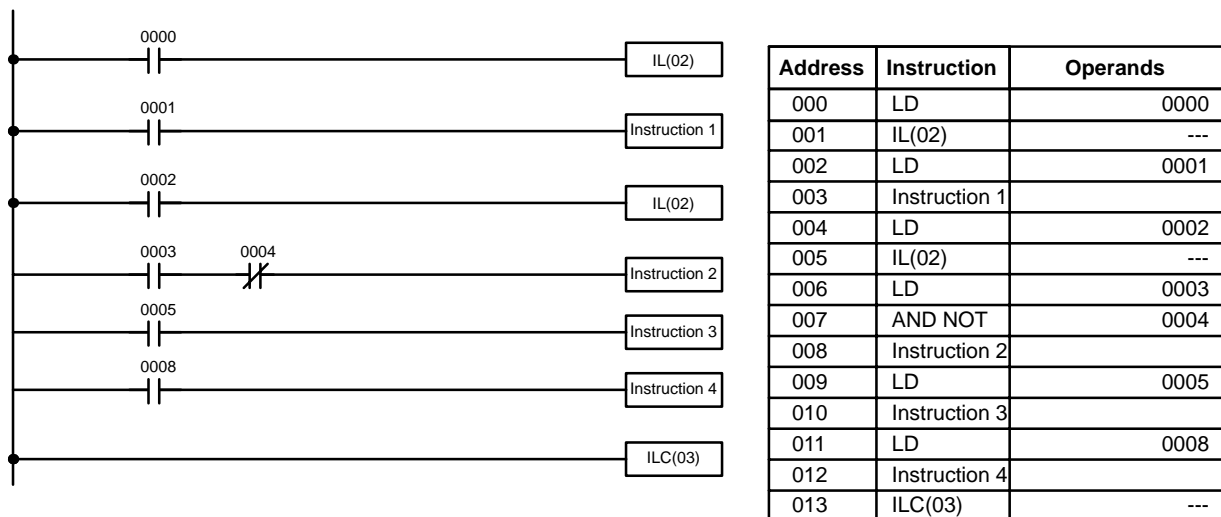 0000
IL(02)
0001
Instruction 1
0002
IL(02)
0003 0004
Instruction 2
0005
Instruction 3
0008
Instruction 4
ILC(03)
Address Instruction Operands
000 LD 0000
001 IL(02) ---
002 LD 0001
003 Instruction 1
004 LD 0002
005 IL(02) ---
006 LD 0003
007 AND NOT 0004
008 Instruction 2
009 LD 0005
010 Instruction 3
011 LD 0008
012 Instruction 4
013 ILC(03) ---